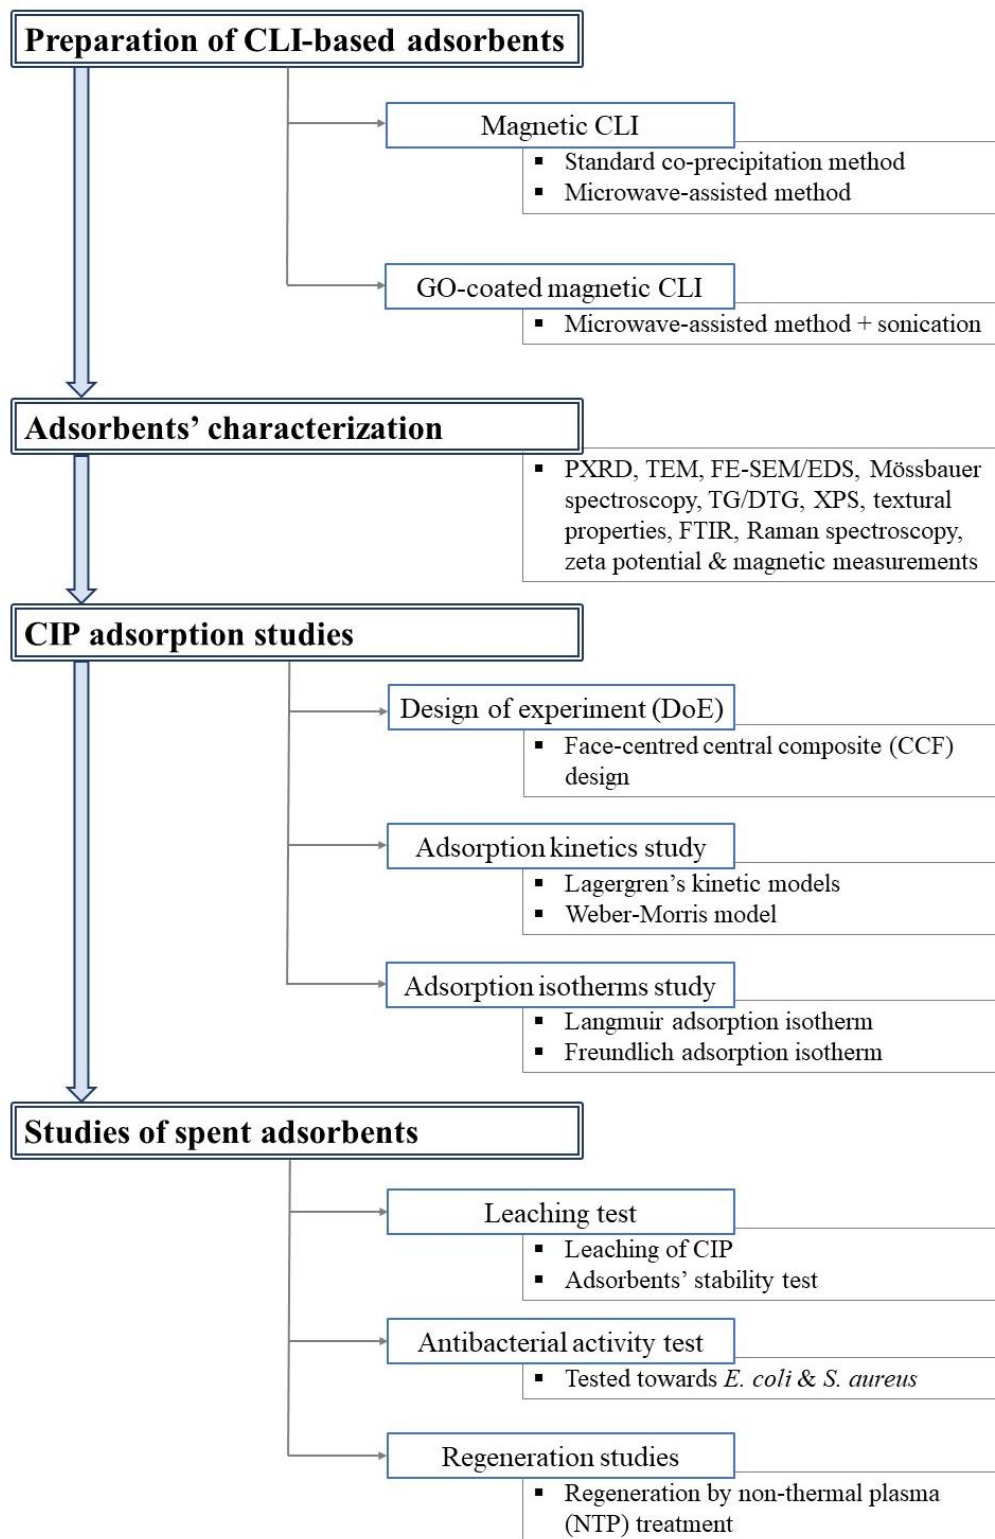 Preparation of CLI-based adsorbents
Magnetic CLI
▪ Standard co-precipitation method
▪ Microwave-assisted method
GO-coated magnetic CLI
▪ Microwave-assisted method + sonication
Adsorbents’ characterization
▪ PXRD, TEM, FE-SEM/EDS, Mössbauer
spectroscopy, TG/DTG, XPS, textural
properties, FTIR, Raman spectroscopy,
zeta potential & magnetic measurements
CIP adsorption studies
Design of experiment (DoE)
▪ Face-centred central composite (CCF)
design
Adsorption kinetics study
▪ Lagergren’s kinetic models
▪ Weber-Morris model
Adsorption isotherms study
▪ Langmuir adsorption isotherm
▪ Freundlich adsorption isotherm
Studies of spent adsorbents
Leaching test
▪ Leaching of CIP
▪ Adsorbents’ stability test
Antibacterial activity test
▪ Tested towards E. coli & S. aureus
Regeneration studies
▪ Regeneration by non-thermal plasma
(NTP) treatment